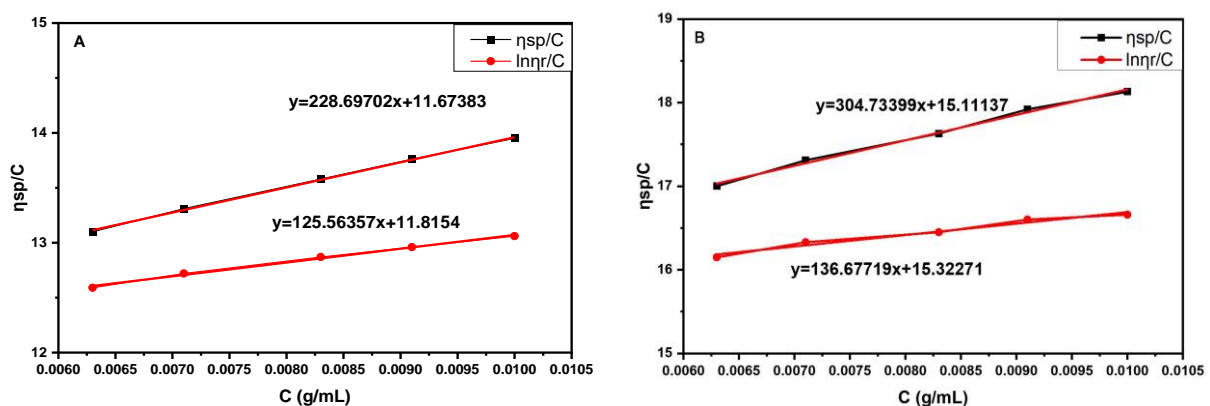 A
ηsp/C
lnηr/C
y=228.69702x+11.67383
y=125.56357x+11.8154
15
14
13
12
ηsp/C
0.0060 0.0065 0.0070 0.0075 0.0080 0.0085 0.0090 0.0095 0.0100 0.0105
C (g/mL)
B
ηsp/C
lnηr/C
y=304.73399x+15.11137
y=136.67719x+15.32271
19
18
17
16
15
ηsp/C
0.0060 0.0065 0.0070 0.0075 0.0080 0.0085 0.0090 0.0095 0.0100 0.0105
C (g/mL)